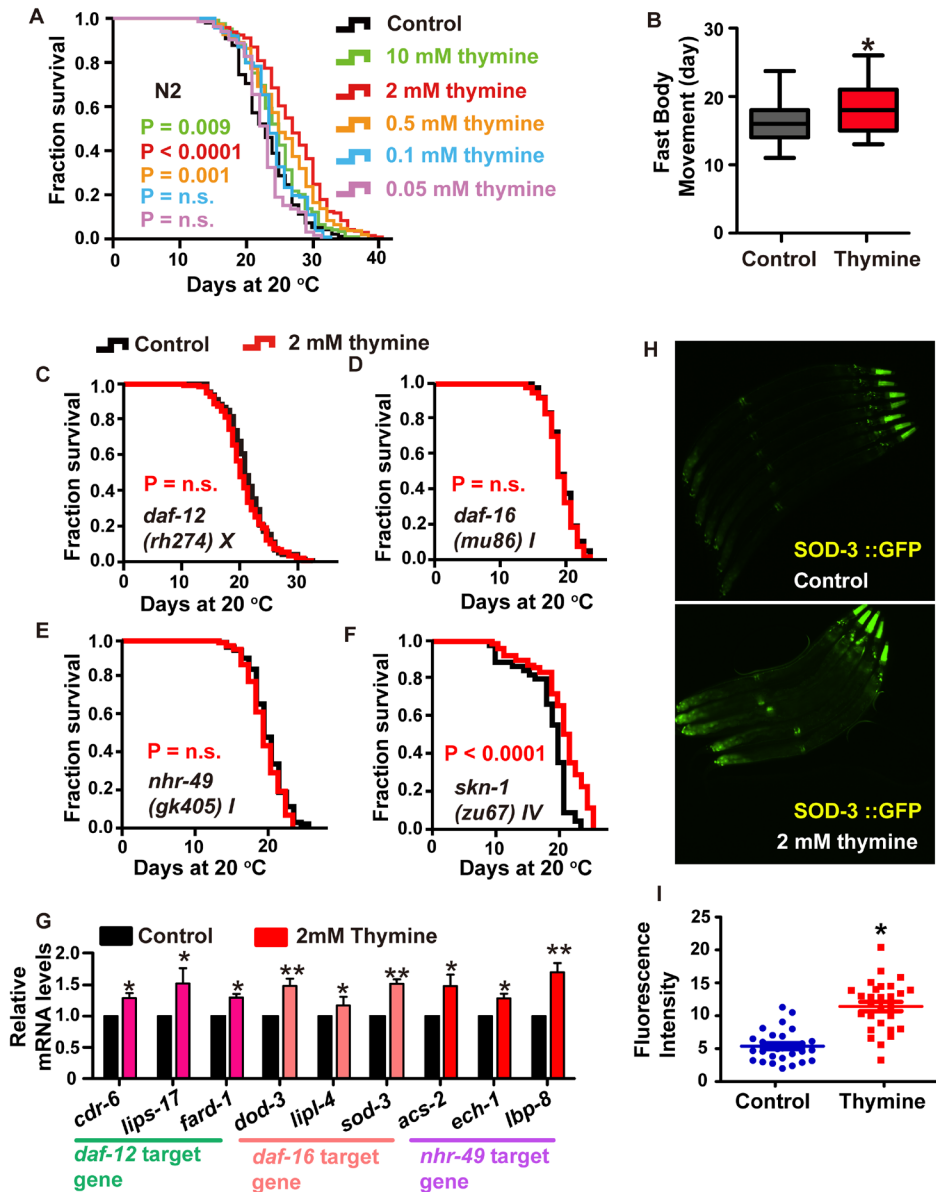 A
Fraction survival
1.0
0.8
0.6
0.4
0.2
0.0
0
10
20
30
40
Days at 20 °C
N2
P = 0.009
P < 0.0001
P = 0.001
P = n.s.
P = n.s.
Control
10 mM thymine
2 mM thymine
0.5 mM thymine
0.1 mM thymine
0.05 mM thymine
B
Fast Body
Movement (day)
30
20
10
0
*
Control
Thymine
Control
2 mM thymine
C
Fraction survival
1.0
0.8
0.6
0.4
0.2
0.0
P = n.s.
daf-12
(rh274) X
0
10
20
30
Days at 20 °C
D
Fraction survival
1.0
0.8
0.6
0.4
0.2
0.0
P = n.s.
daf-16
(mu86) I
0
10
20
Days at 20 °C
E
Fraction survival
1.0
0.8
0.6
0.4
0.2
0.0
P = n.s.
nhr-49
(gk405) I
0
10
20
Days at 20 °C
F
Fraction survival
1.0
0.8
0.6
0.4
0.2
0.0
P < 0.0001
skn-1
(zu67) IV
0
10
20
Days at 20 °C
G
Control
2mM Thymine
Relative
mRNA levels
2.0
1.5
1.0
0.5
0.0
*
*
*
**
*
**
*
*
**
cdr-6
lips-17
fard-1
dod-3
lipl-4
sod-3
acs-2
ech-1
lbp-8
daf-12 target
gene
daf-16 target
gene
nhr-49 target
gene
H
SOD-3 ::GFP
Control
SOD-3 ::GFP
2 mM thymine
I
Fluorescence
Intensity
25
20
15
10
5
0
*
Control
Thymine